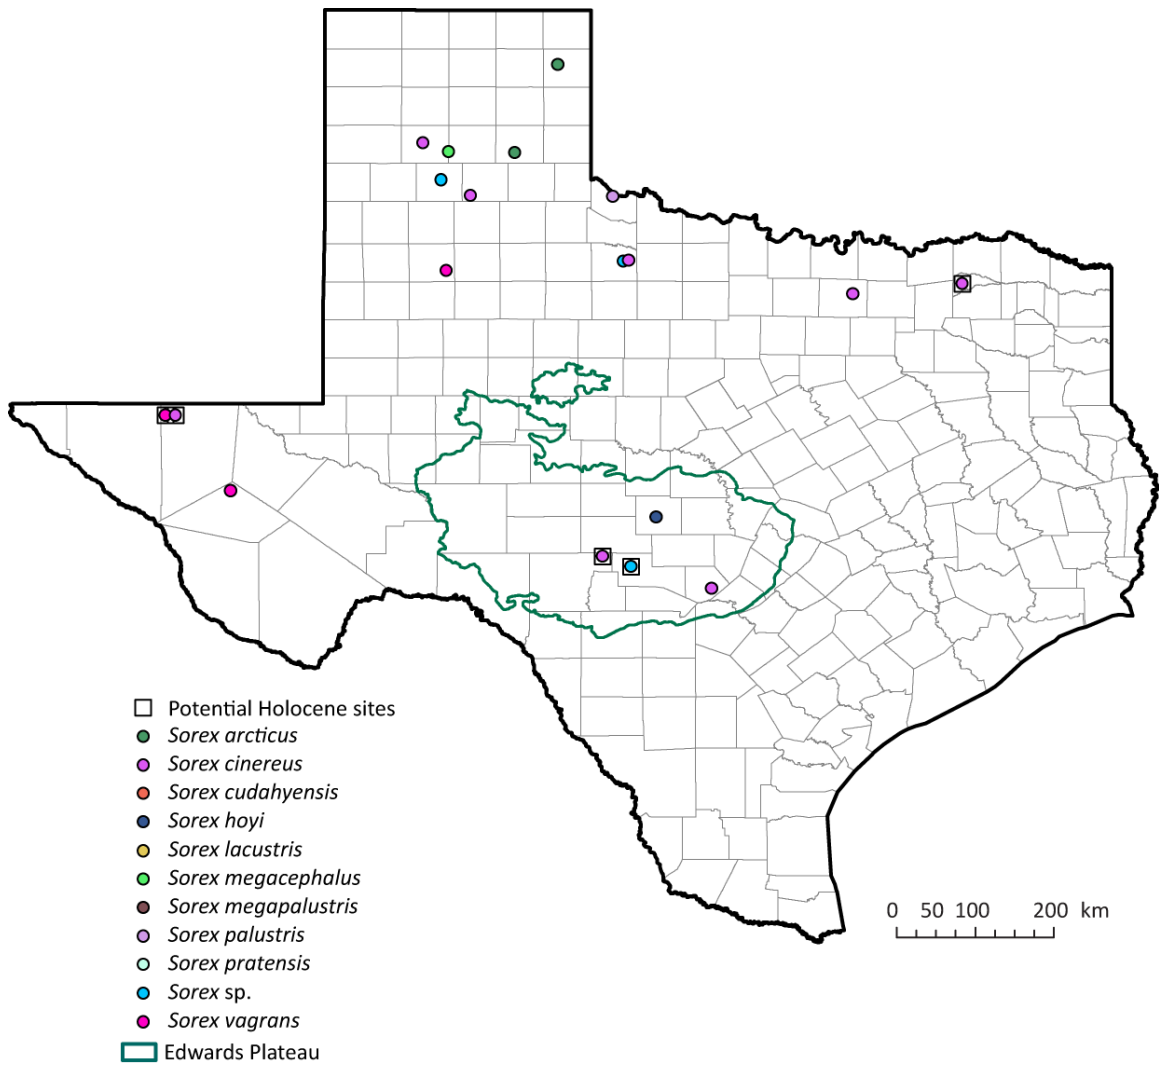 Potential Holocene sites
Sorex arcticus
Sorex cinereus
Sorex cudahyensis
Sorex hoyi
Sorex lacustris
Sorex megacephalus
Sorex megapalustris
Sorex palustris
Sorex pratensis
Sorex sp.
Sorex vagrans
Edwards Plateau
0 50 100 200 km